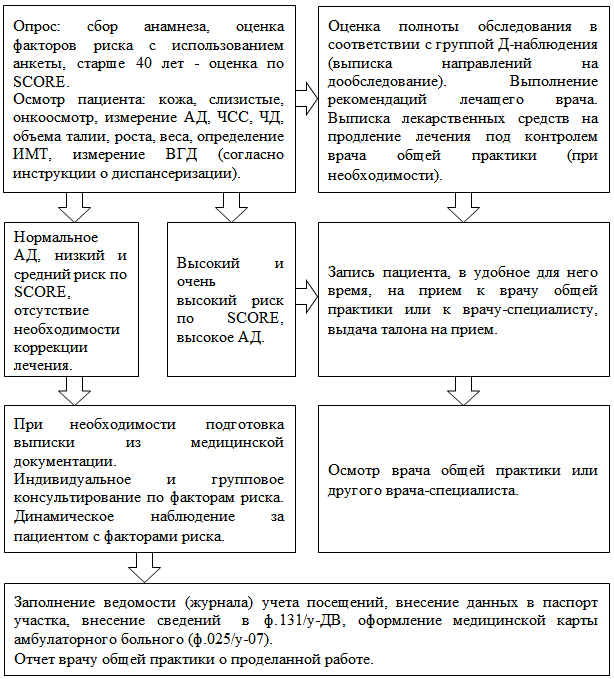 Опрос: сбор анамнеза, оценка
факторов риска с использованием
анкеты, старше 40 лет - оценка по
SCORE.
Осмотр пациента: кожа, слизистые,
онкоосмотр, измерение АД, ЧСС, ЧД,
объема талии, роста, веса, определение
ИМТ, измерение ВГД (согласно
инструкции о диспансеризации).
Оценка полноты обследования в
соответствии с группой Д-наблюдения
(выписка направлений на
дообследование). Выполнение
рекомендаций лечащего врача.
Выписка лекарственных средств на
продление лечения под контролем
врача общей практики (при
необходимости).
Нормальное
АД, низкий и
средний риск по
SCORE,
отсутствие
необходимости
коррекции
лечения.
Высокий и
очень
высокий риск
по SCORE,
высокое АД.
Запись пациента, в удобное для него
время, на прием к врачу общей
практики или к врачу-специалисту,
выдача талона на прием.
При необходимости подготовка
выписки из медицинской
документации.
Индивидуальное и групповое
консультирование по факторам риска.
Динамическое наблюдение за
пациентом с факторами риска.
Осмотр врача общей практики или
другого врача-специалиста.
Заполнение ведомости (журнала) учета посещений, внесение данных в паспорт
участка, внесение сведений в ф.131/у-ДВ, оформление медицинской карты
амбулаторного больного (ф.025/у-07).
Отчет врачу общей практики о проделанной работе.